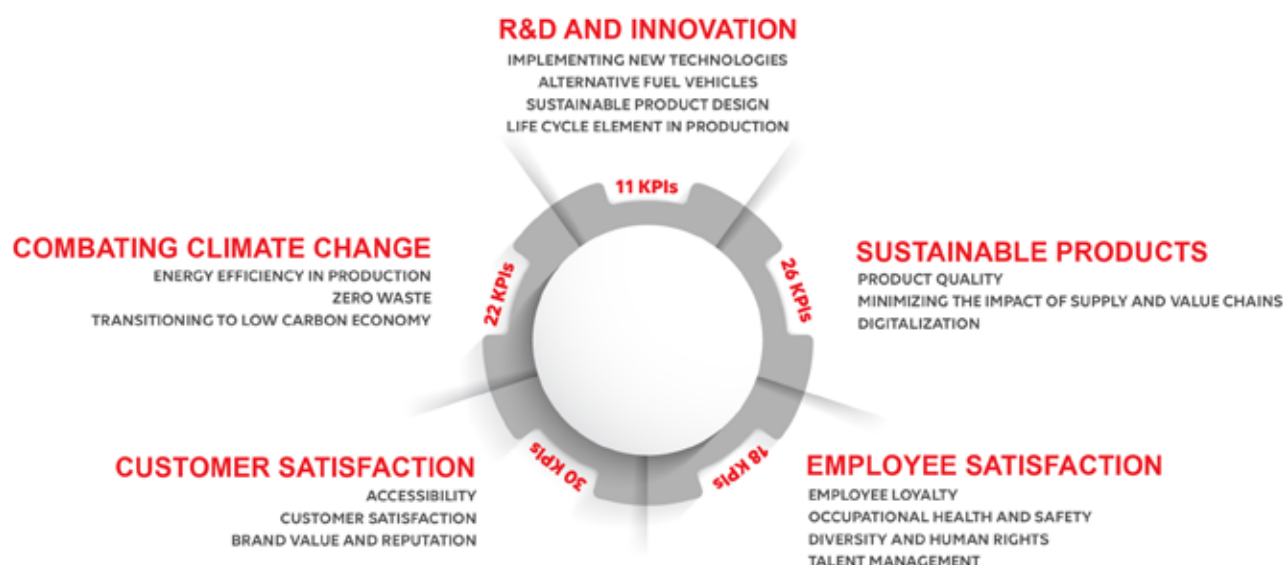 R&D AND INNOVATION
IMPLEMENTING NEW TECHNOLOGIES
ALTERNATIVE FUEL VEHICLES
SUSTAINABLE PRODUCT DESIGN
LIFE CYCLE ELEMENT IN PRODUCTION
11 KPIs
COMBATING CLIMATE CHANGE
ENERGY EFFICIENCY IN PRODUCTION
ZERO WASTE
TRANSITIONING TO LOW CARBON ECONOMY
22 KPIs
26 KPIs
SUSTAINABLE PRODUCTS
PRODUCT QUALITY
MINIMIZING THE IMPACT OF SUPPLY AND VALUE CHAINS
DIGITALIZATION
CUSTOMER SATISFACTION
ACCESSIBILITY
CUSTOMER SATISFACTION
BRAND VALUE AND REPUTATION
30 KPIs
18 KPIs
EMPLOYEE SATISFACTION
EMPLOYEE LOYALTY
OCCUPATIONAL HEALTH AND SAFETY
DIVERSITY AND HUMAN RIGHTS
TALENT MANAGEMENT